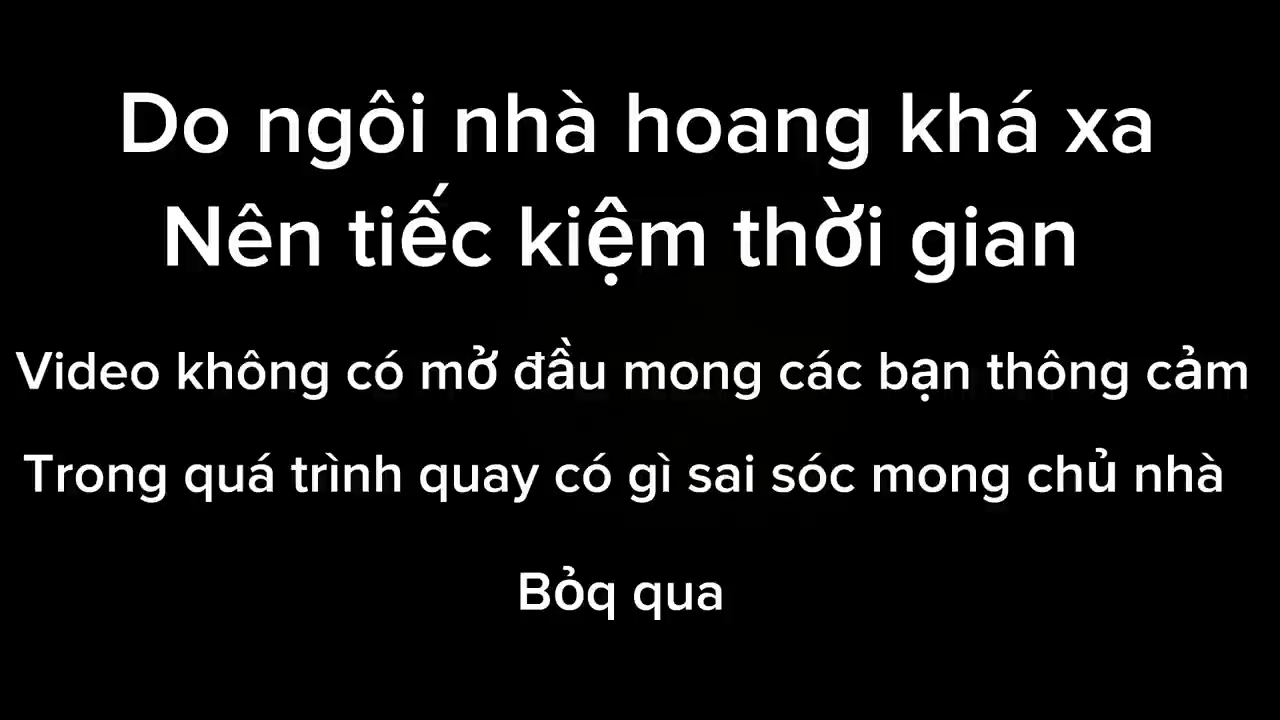 Do ngôi nhà hoang khá xa
Nên tiếc kiệm thời gian
Video không có mở đầu mong các bạn thông cảm
Trong quá trình quay có gì sai sóc mong chủ nhà
Bỏq qua